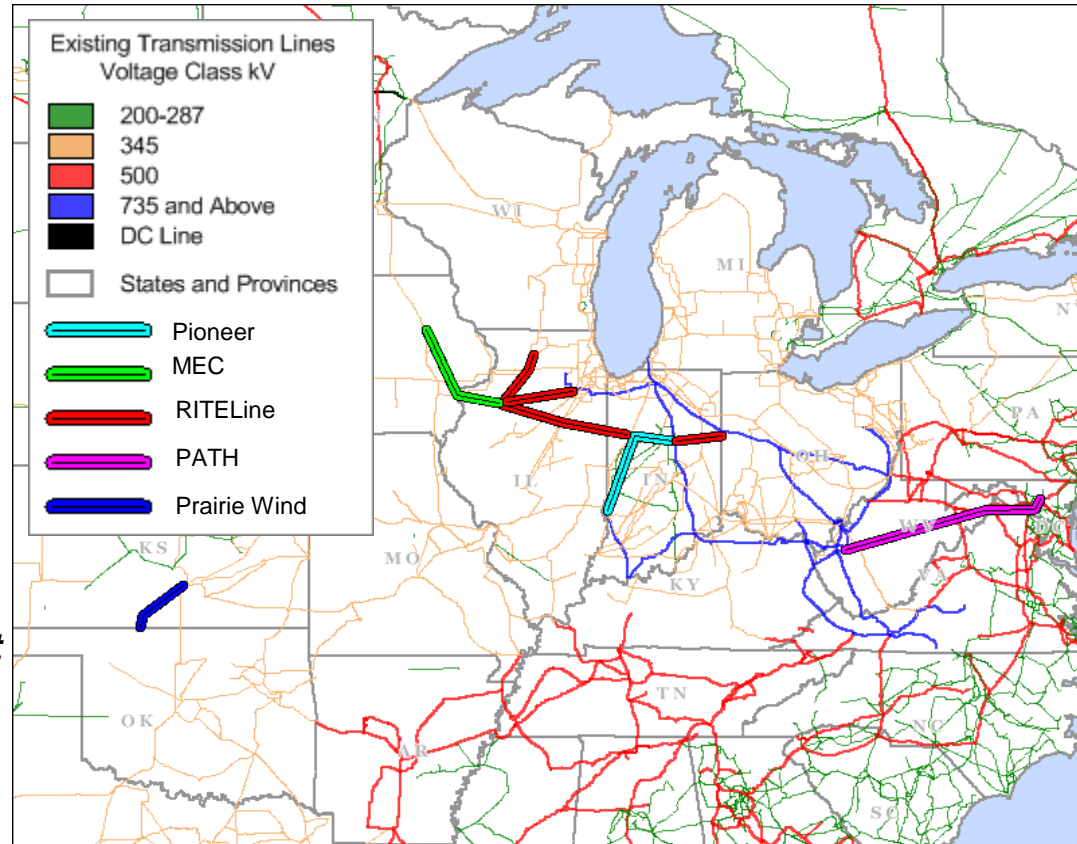 Existing Transmission Lines
Voltage Class kV
200-287
345
500
735 and Above
DC Line
States and Provinces
Pioneer
MEC
RITELine
PATH
Prairie Wind
WI
MI
NY
PA
IL
IN
OH
WV
DC
VA
KS
MO
KY
OK
AR
TN
NC
SC